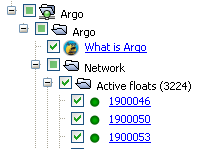 Argo
Argo
What is Argo
Network
Active floats (3224)
1900046
1900050
1900053